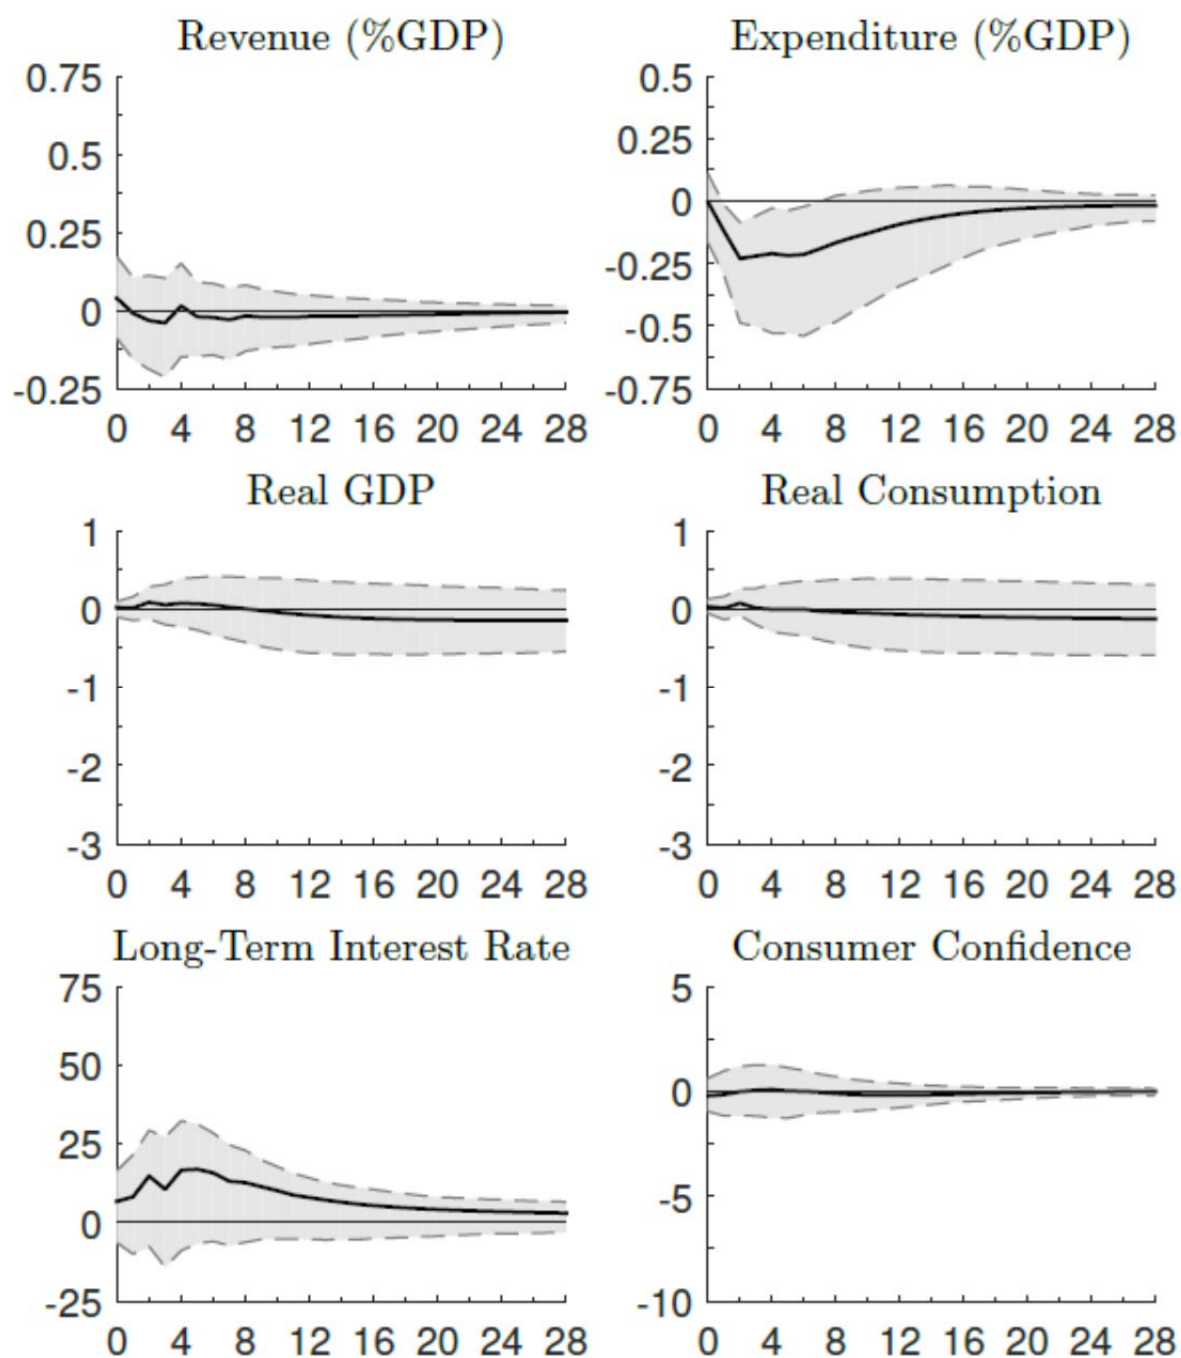 Revenue (%GDP)
0.75
0.5
0.25
0
-0.25
0 4 8 12 16 20 24 28
Expenditure (%GDP)
0.5
0.25
0
-0.25
-0.5
-0.75
0 4 8 12 16 20 24 28
Real GDP
1
0
-1
-2
-3
0 4 8 12 16 20 24 28
Real Consumption
1
0
-1
-2
-3
0 4 8 12 16 20 24 28
Long-Term Interest Rate
75
50
25
0
-25
0 4 8 12 16 20 24 28
Consumer Confidence
5
0
-5
-10
0 4 8 12 16 20 24 28